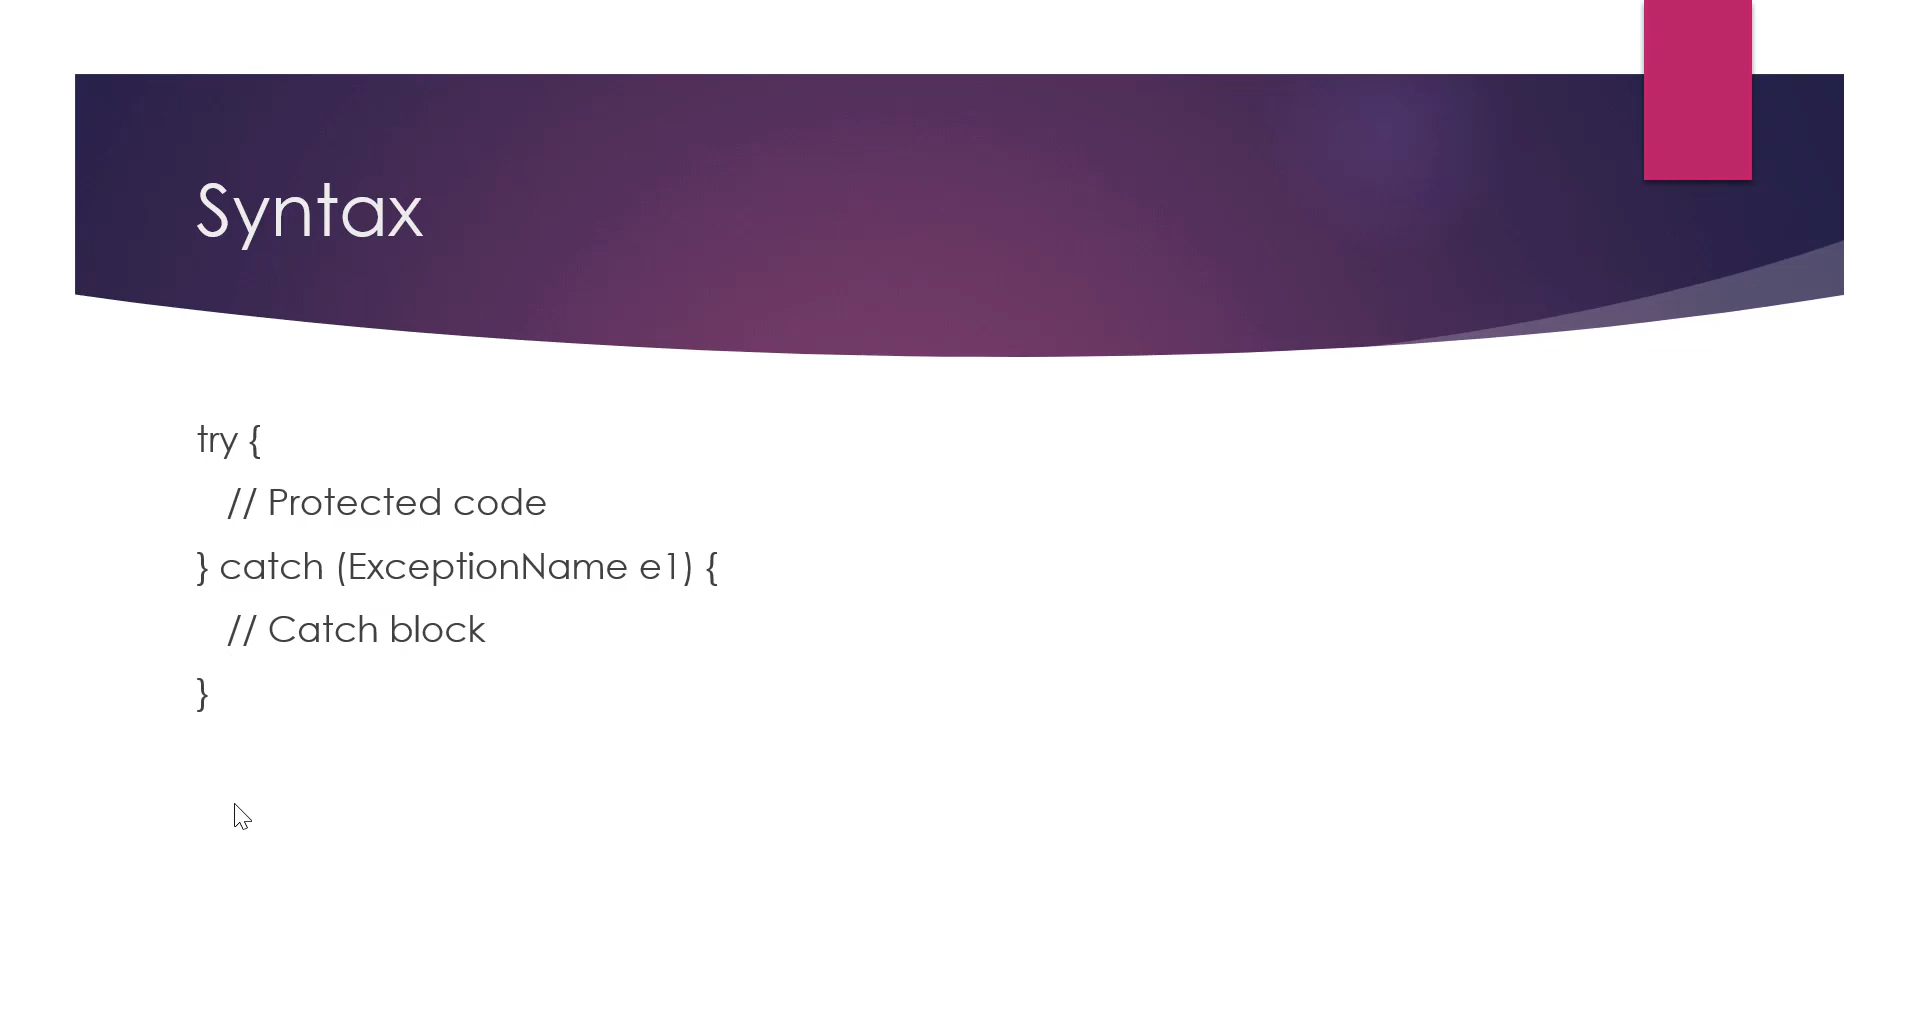 Syntax
try {
// Protected code
} catch (ExceptionName e1) {
// Catch block
}